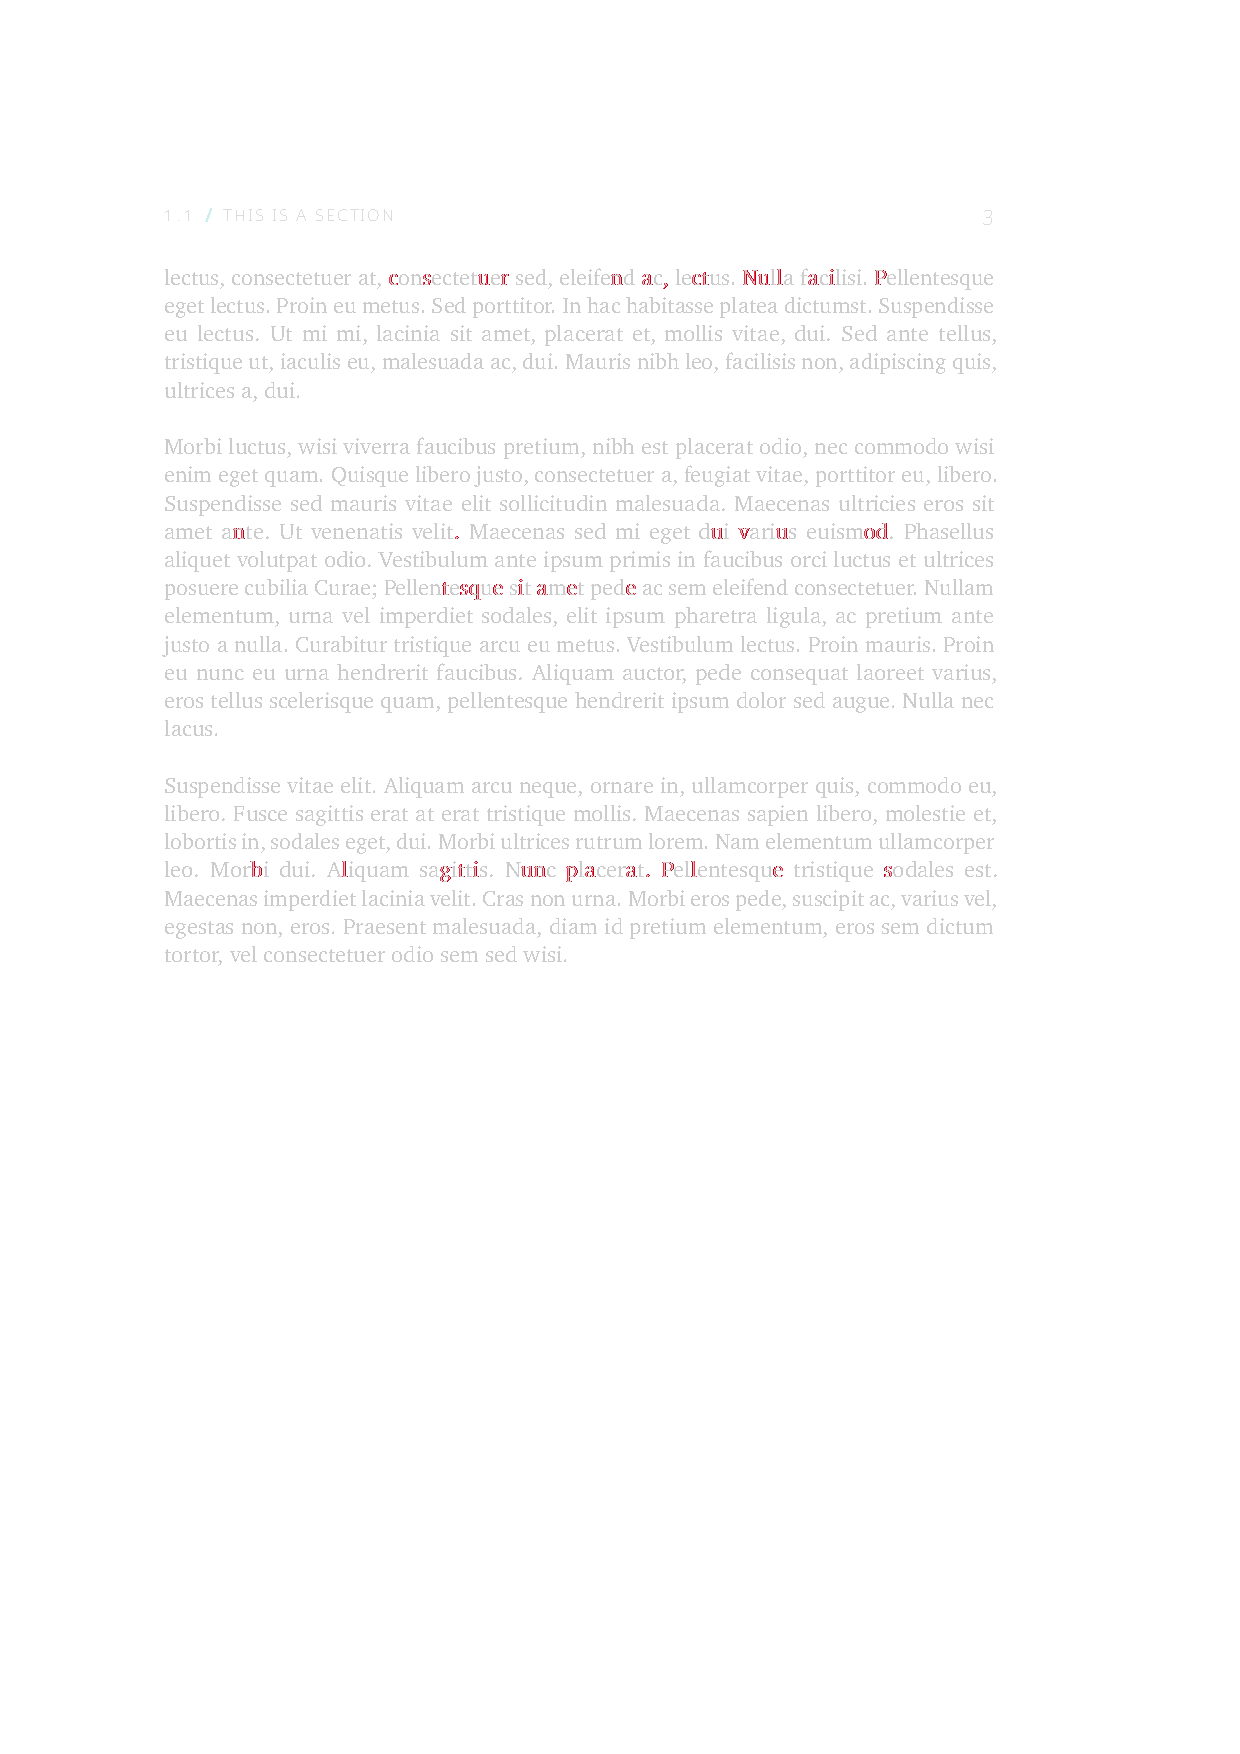 1.1 / THIS IS A SECTION 3
lectus, consectetuer at, consectetuer sed, eleifend ac, lectus. Nulla facilisi. Pellentesque
eget lectus. Proin eu metus. Sed porttitor. In hac habitasse platea dictumst. Suspendisse
eu lectus. Ut mi mi, lacinia sit amet, placerat et, mollis vitae, dui. Sed ante tellus,
tristique ut, iaculis eu, malesuada ac, dui. Mauris nibh leo, facilisis non, adipiscing quis,
ultrices a, dui.
Morbi luctus, wisi viverra faucibus pretium, nibh est placerat odio, nec commodo wisi
enim eget quam. Quisque libero justo, consectetuer a, feugiat vitae, porttitor eu, libero.
Suspendisse sed mauris vitae elit sollicitudin malesuada. Maecenas ultricies eros sit
amet ante. Ut venenatis velit. Maecenas sed mi eget dui varius euismod. Phasellus
aliquet volutpat odio. Vestibulum ante ipsum primis in faucibus orci luctus et ultrices
posuere cubilia Curae; Pellentesque sit amet pede ac sem eleifend consectetuer. Nullam
elementum, urna vel imperdiet sodales, elit ipsum pharetra ligula, ac pretium ante
justo a nulla. Curabitur tristique arcu eu metus. Vestibulum lectus. Proin mauris. Proin
eu nunc eu urna hendrerit faucibus. Aliquam auctor, pede consequat laoreet varius,
eros tellus scelerisque quam, pellentesque hendrerit ipsum dolor sed augue. Nulla nec
lacus.
Suspendisse vitae elit. Aliquam arcu neque, ornare in, ullamcorper quis, commodo eu,
libero. Fusce sagittis erat at erat tristique mollis. Maecenas sapien libero, molestie et,
lobortis in, sodales eget, dui. Morbi ultrices rutrum lorem. Nam elementum ullamcorper
leo. Morbi dui. Aliquam sagittis. Nunc placerat. Pellentesque tristique sodales est.
Maecenas imperdiet lacinia velit. Cras non urna. Morbi eros pede, suscipit ac, varius vel,
egestas non, eros. Praesent malesuada, diam id pretium elementum, eros sem dictum
tortor, vel consectetuer odio sem sed wisi.